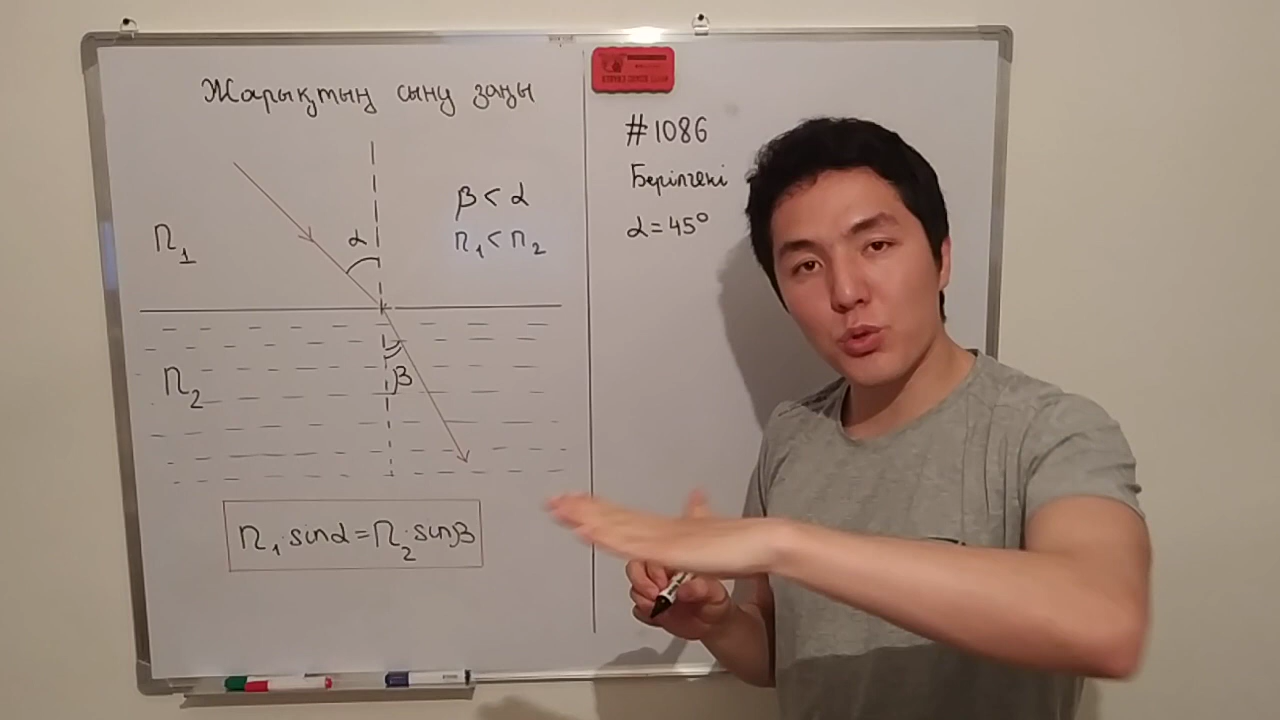 Жарықтың сыну заңы
n₁
α
β < α
n₁ < n₂
n₂
β
n₁·sinα = n₂·sinβ
#1086
Берілгені
α = 45°